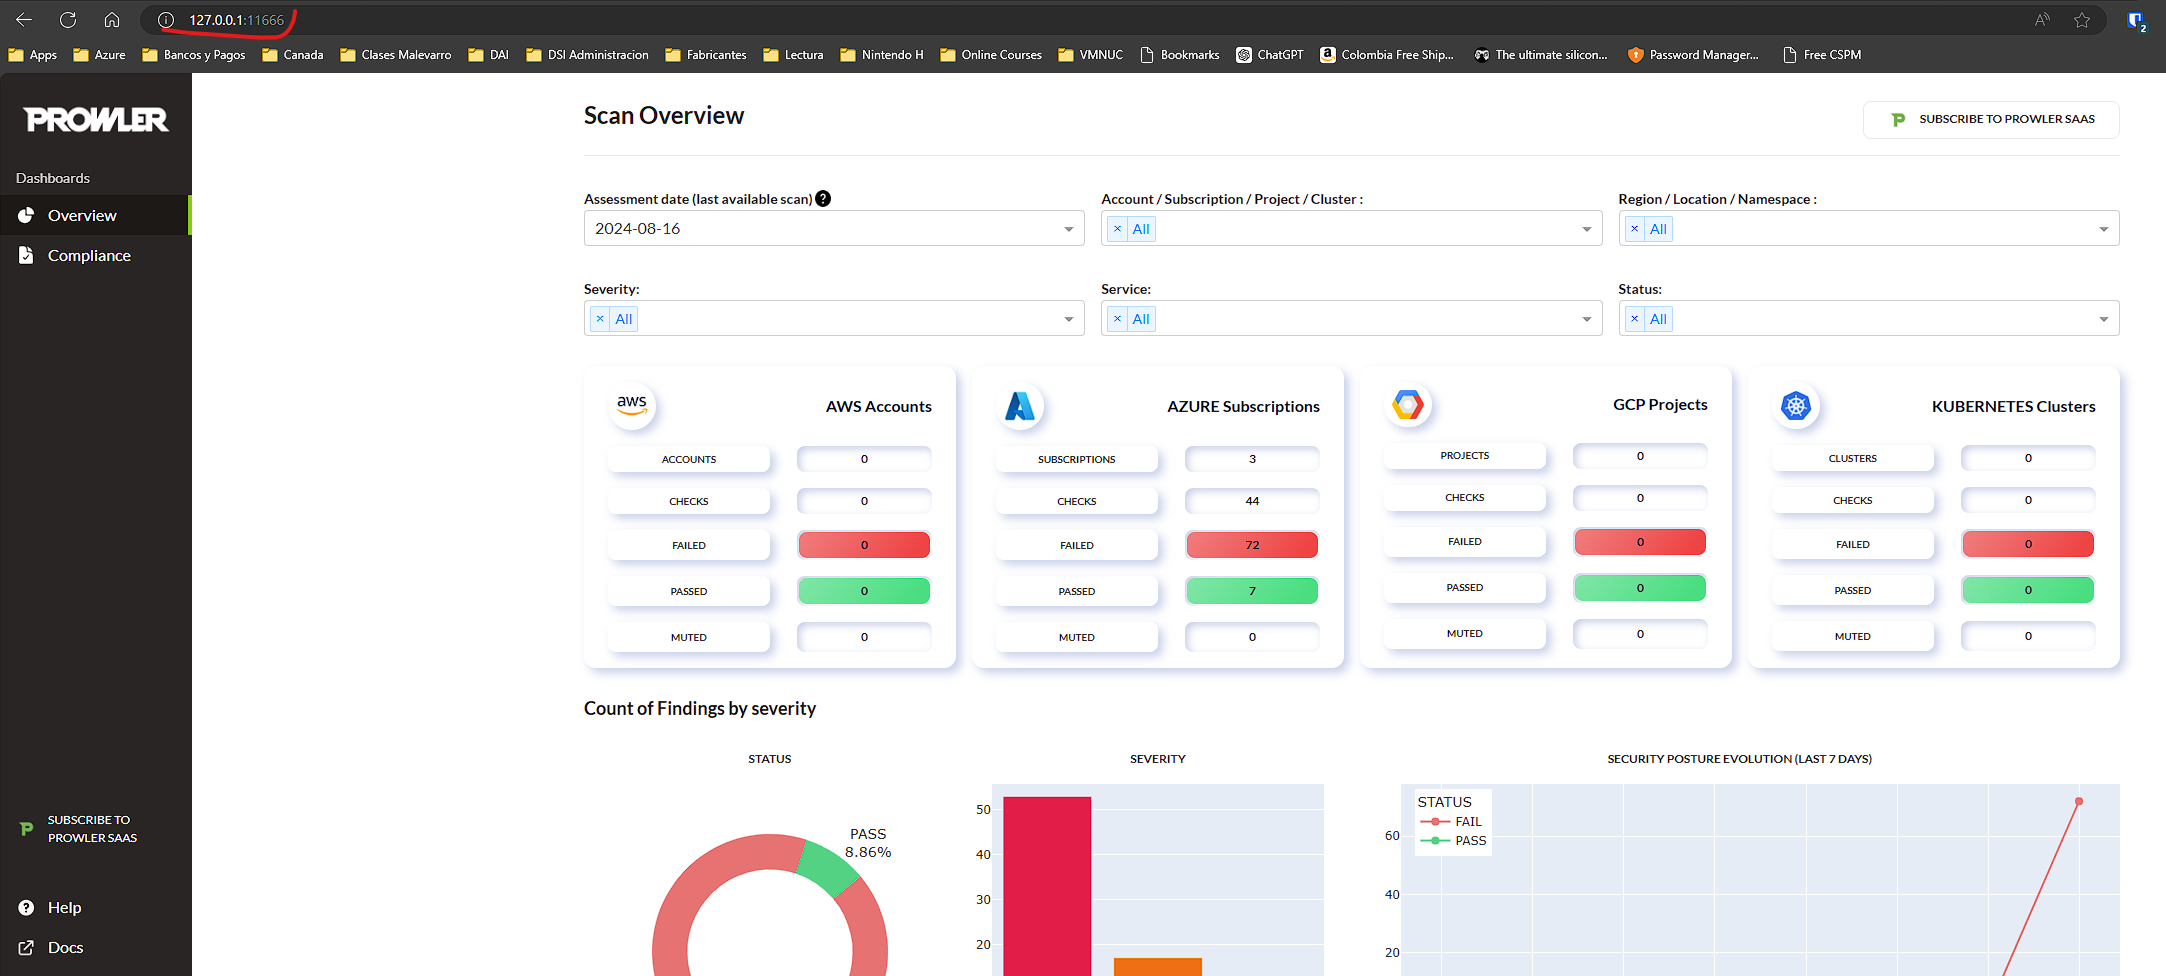 127.0.0.1:11666
Apps Azure Bancos y Pagos Canada Clases Malevarro DAI DSI Administracion Fabricantes Lectura Nintendo H Online Courses VMNUC Bookmarks ChatGPT Colombia Free Ship... The ultimate silicon... Password Manager... Free CSPM
PROWLER
Dashboards
Overview
Compliance
SUBSCRIBE TO
PROWLER SAAS
Help
Docs
Scan Overview
SUBSCRIBE TO PROWLER SAAS
Assessment date (last available scan) ?
2024-08-16
Account / Subscription / Project / Cluster :
× All
Region / Location / Namespace :
× All
Severity:
× All
Service:
× All
Status:
× All
aws
AWS Accounts
ACCOUNTS 0
CHECKS 0
FAILED 0
PASSED 0
MUTED 0
AZURE Subscriptions
SUBSCRIPTIONS 3
CHECKS 44
FAILED 72
PASSED 7
MUTED 0
GCP Projects
PROJECTS 0
CHECKS 0
FAILED 0
PASSED 0
MUTED 0
KUBERNETES Clusters
CLUSTERS 0
CHECKS 0
FAILED 0
PASSED 0
MUTED 0
Count of Findings by severity
STATUS
PASS
8.86%
SEVERITY
50
40
30
20
SECURITY POSTURE EVOLUTION (LAST 7 DAYS)
STATUS
FAIL
PASS
60
40
20
2